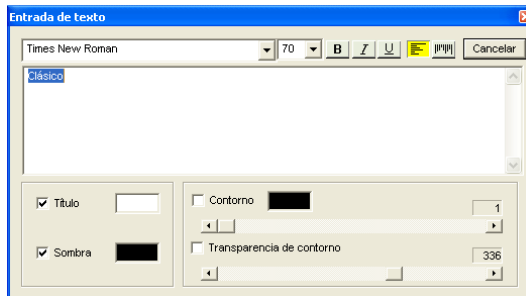 Entrada de texto
Times New Roman 70 B I U Cancelar
Clásico
Título
Sombra
Contorno
1
Transparencia de contorno
336